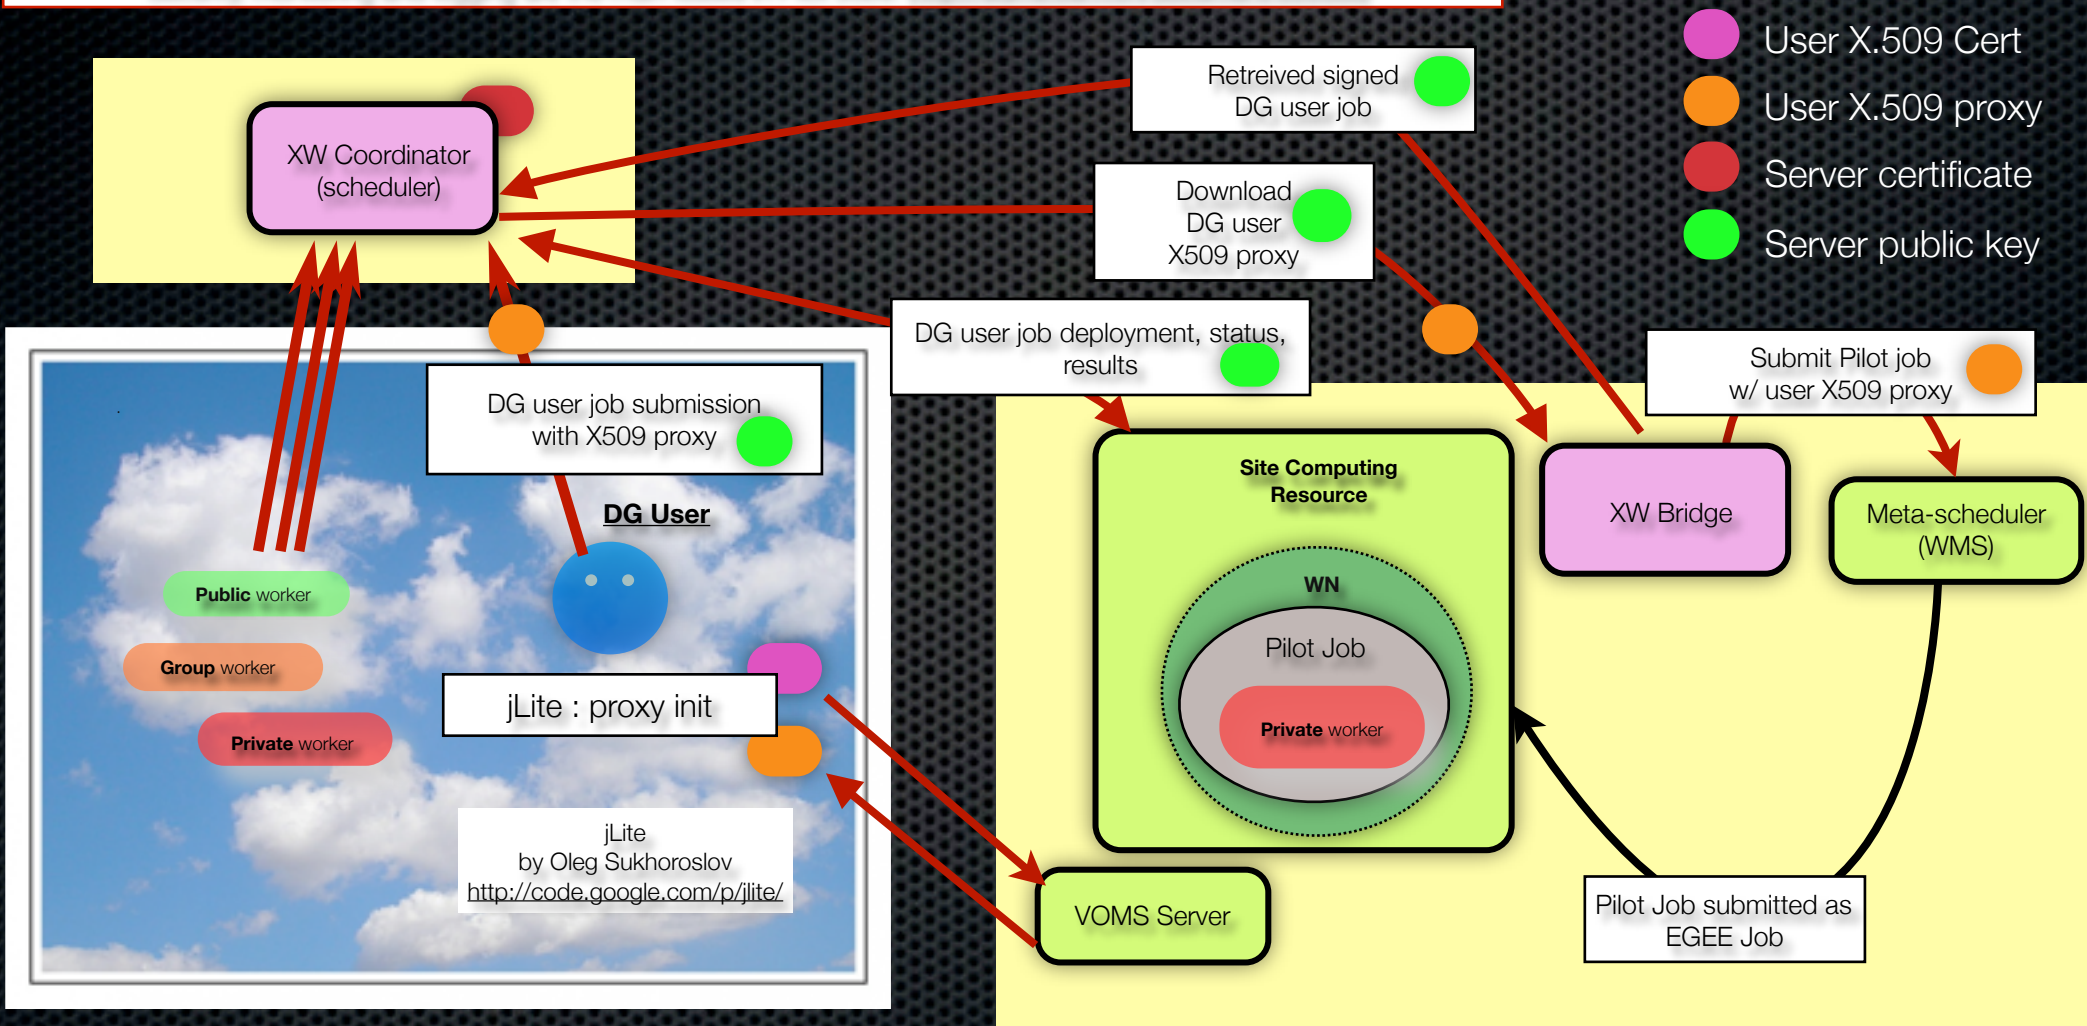 User X.509 Cert
User X.509 proxy
Server certificate
Server public key
XW Coordinator
(scheduler)
Retreived signed
DG user job
Download
DG user
X509 proxy
DG user job deployment, status,
results
Submit Pilot job
w/ user X509 proxy
DG user job submission
with X509 proxy
DG User
Public worker
Group worker
Private worker
jLite : proxy init
jLite
by Oleg Sukhoroslov
http://code.google.com/p/jlite/
Site Computing
Resource
WN
Pilot Job
Private worker
XW Bridge
Meta-scheduler
(WMS)
VOMS Server
Pilot Job submitted as
EGEE Job